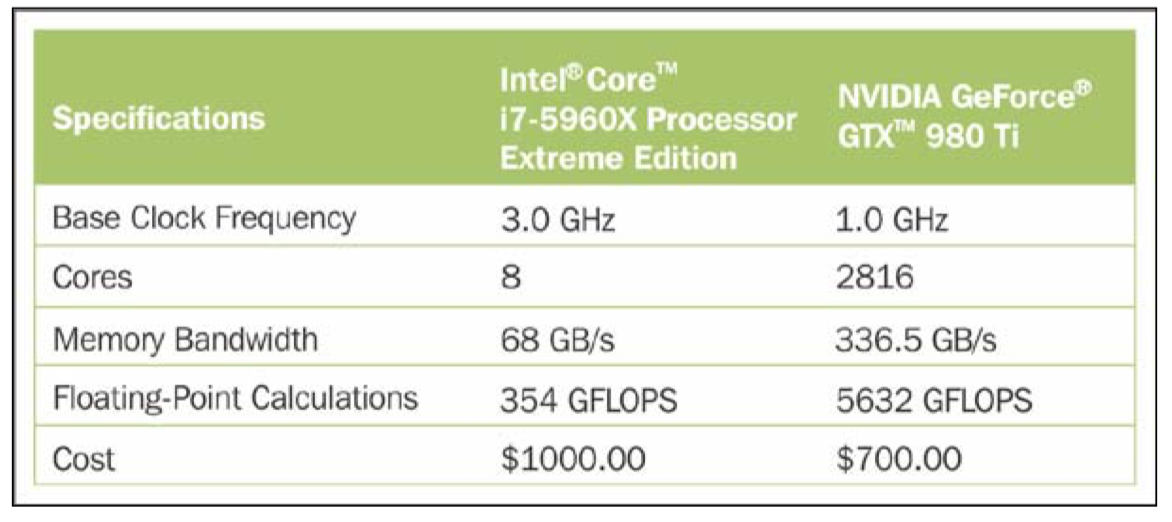 Specifications
Intel® Core™
i7-5960X Processor
Extreme Edition
NVIDIA GeForce®
GTX™ 980 Ti
Base Clock Frequency 3.0 GHz 1.0 GHz
Cores 8 2816
Memory Bandwidth 68 GB/s 336.5 GB/s
Floating-Point Calculations 354 GFLOPS 5632 GFLOPS
Cost $1000.00 $700.00